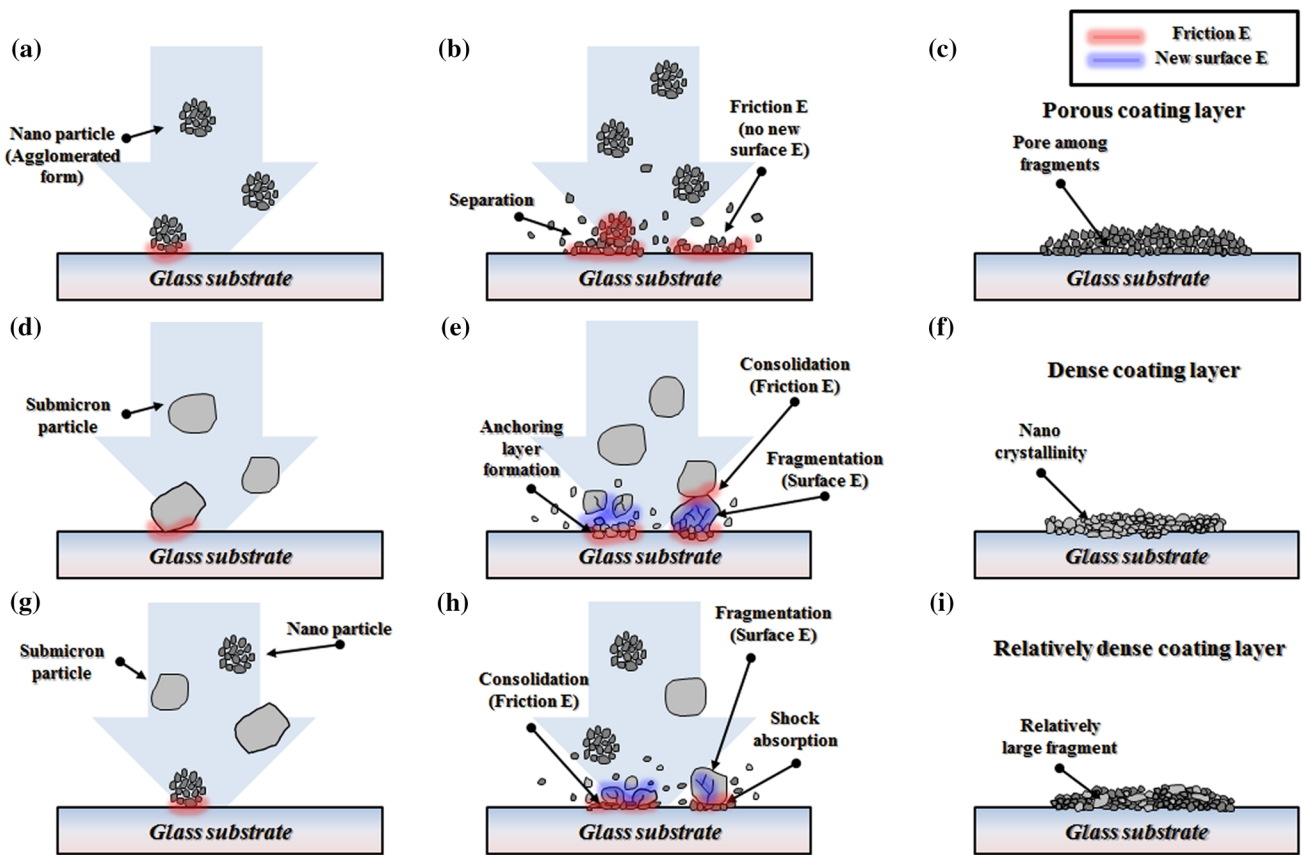 (a)
Nano particle
(Agglomerated
form)
Glass substrate
(b)
Friction E
(no new
surface E)
Separation
Glass substrate
(c)
Friction E
New surface E
Porous coating layer
Pore among
fragments
Glass substrate
(d)
Submicron
particle
Glass substrate
(e)
Consolidation
(Friction E)
Anchoring
layer
formation
Fragmentation
(Surface E)
Glass substrate
(f)
Dense coating layer
Nano
crystallinity
Glass substrate
(g)
Submicron
particle
Nano particle
Glass substrate
(h)
Fragmentation
(Surface E)
Consolidation
(Friction E)
Shock
absorption
Glass substrate
(i)
Relatively dense coating layer
Relatively
large fragment
Glass substrate